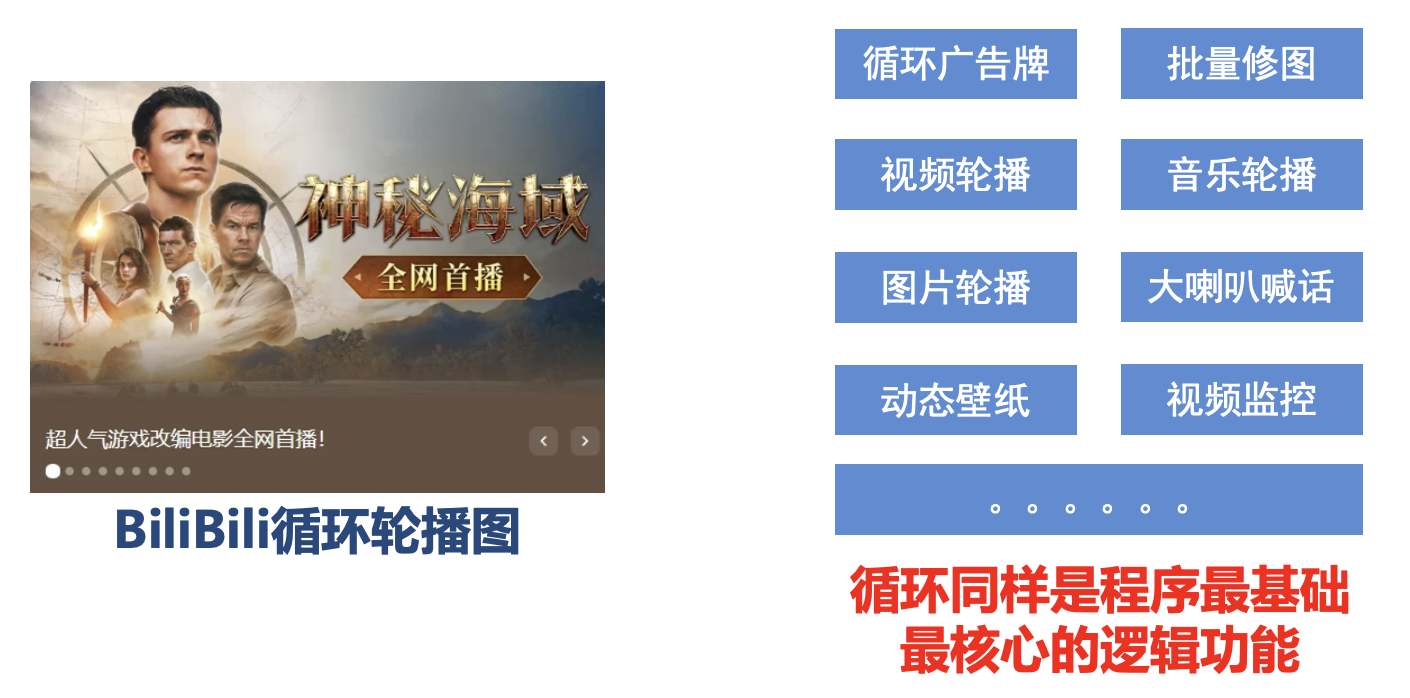 神秘海域
全网首播
超人气游戏改编电影全网首播！
BiliBili循环轮播图
循环广告牌
批量修图
视频轮播
音乐轮播
图片轮播
大喇叭喊话
动态壁纸
视频监控
。。。。。。
循环同样是程序最基础
最核心的逻辑功能